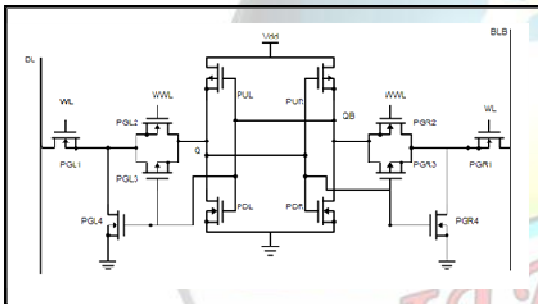 Vdd
BLB
BL
WL
PGL2
WWL
PUL
PUR
WWL
PGR2
WL
QB
Q
PGL1
PGL3
PGR3
PGR1
PGL4
PDL
PDR
PGR4